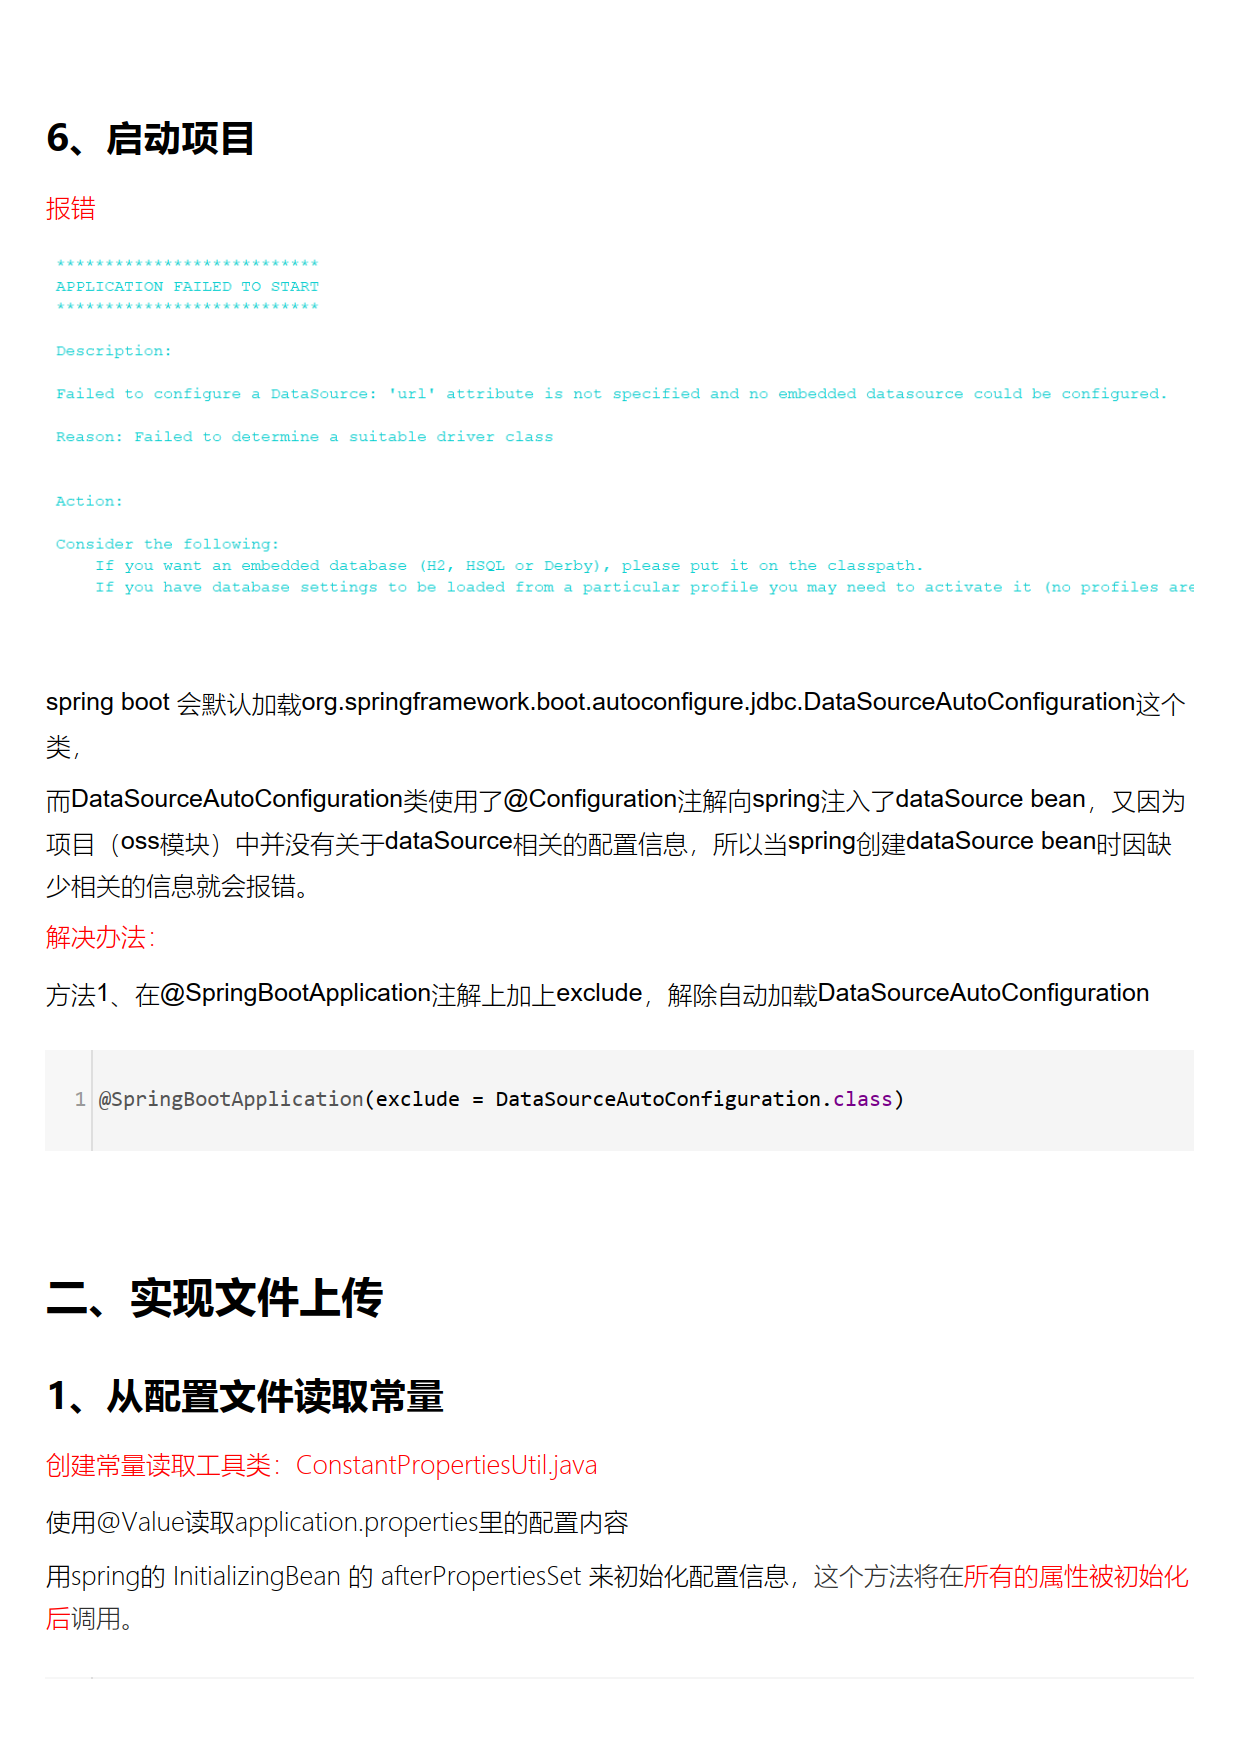 6、启动项目
报错
***************************
APPLICATION FAILED TO START
***************************
Description:
Failed to configure a DataSource: 'url' attribute is not specified and no embedded datasource could be configured.
Reason: Failed to determine a suitable driver class
Action:
Consider the following:
If you want an embedded database (H2, HSQL or Derby), please put it on the classpath.
If you have database settings to be loaded from a particular profile you may need to activate it (no profiles are
spring boot 会默认加载org.springframework.boot.autoconfigure.jdbc.DataSourceAutoConfiguration这个
类，
而DataSourceAutoConfiguration类使用了@Configuration注解向spring注入了dataSource bean，又因为
项目（oss模块）中并没有关于dataSource相关的配置信息，所以当spring创建dataSource bean时因缺
少相关的信息就会报错。
解决办法：
方法1、在@SpringBootApplication注解上加上exclude，解除自动加载DataSourceAutoConfiguration
1 @SpringBootApplication(exclude = DataSourceAutoConfiguration.class)
二、实现文件上传
1、从配置文件读取常量
创建常量读取工具类：ConstantPropertiesUtil.java
使用@Value读取application.properties里的配置内容
用spring的 InitializingBean 的 afterPropertiesSet 来初始化配置信息，这个方法将在所有的属性被初始化
后调用。